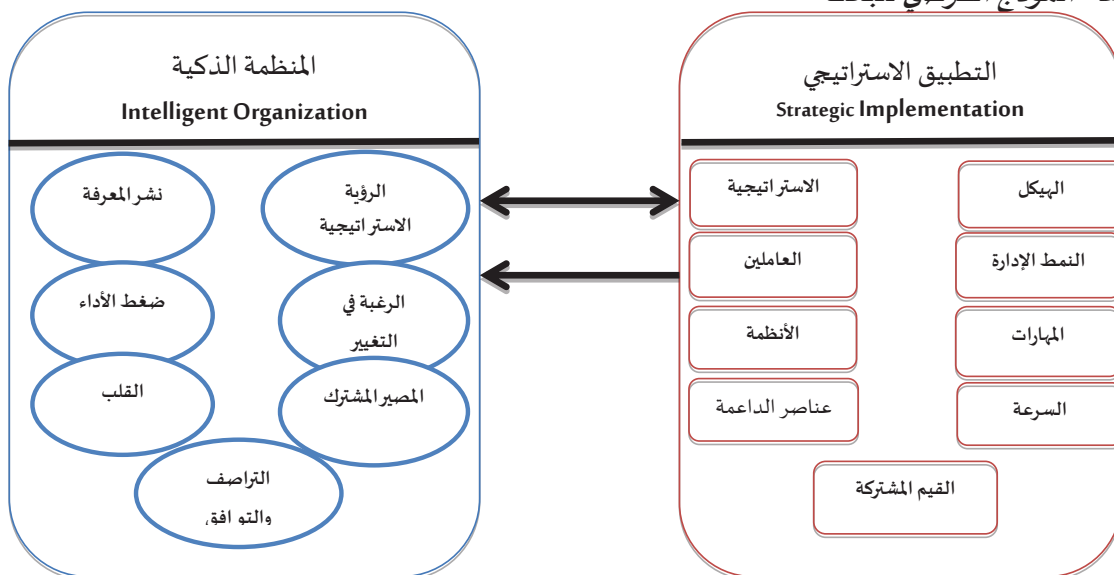 التطبيق الاستراتيجي
Strategic Implementation
الهيكل
الاستراتيجية
النمط الإدارة
العاملين
المهارات
الأنظمة
السرعة
عناصر الداعمة
القيم المشتركة
المنظمة الذكية
Intelligent Organization
الرؤية
الاستراتيجية
نشر المعرفة
الرغبة في
التغيير
ضغط الأداء
المصير المشترك
القلب
التراصف
والتوافق